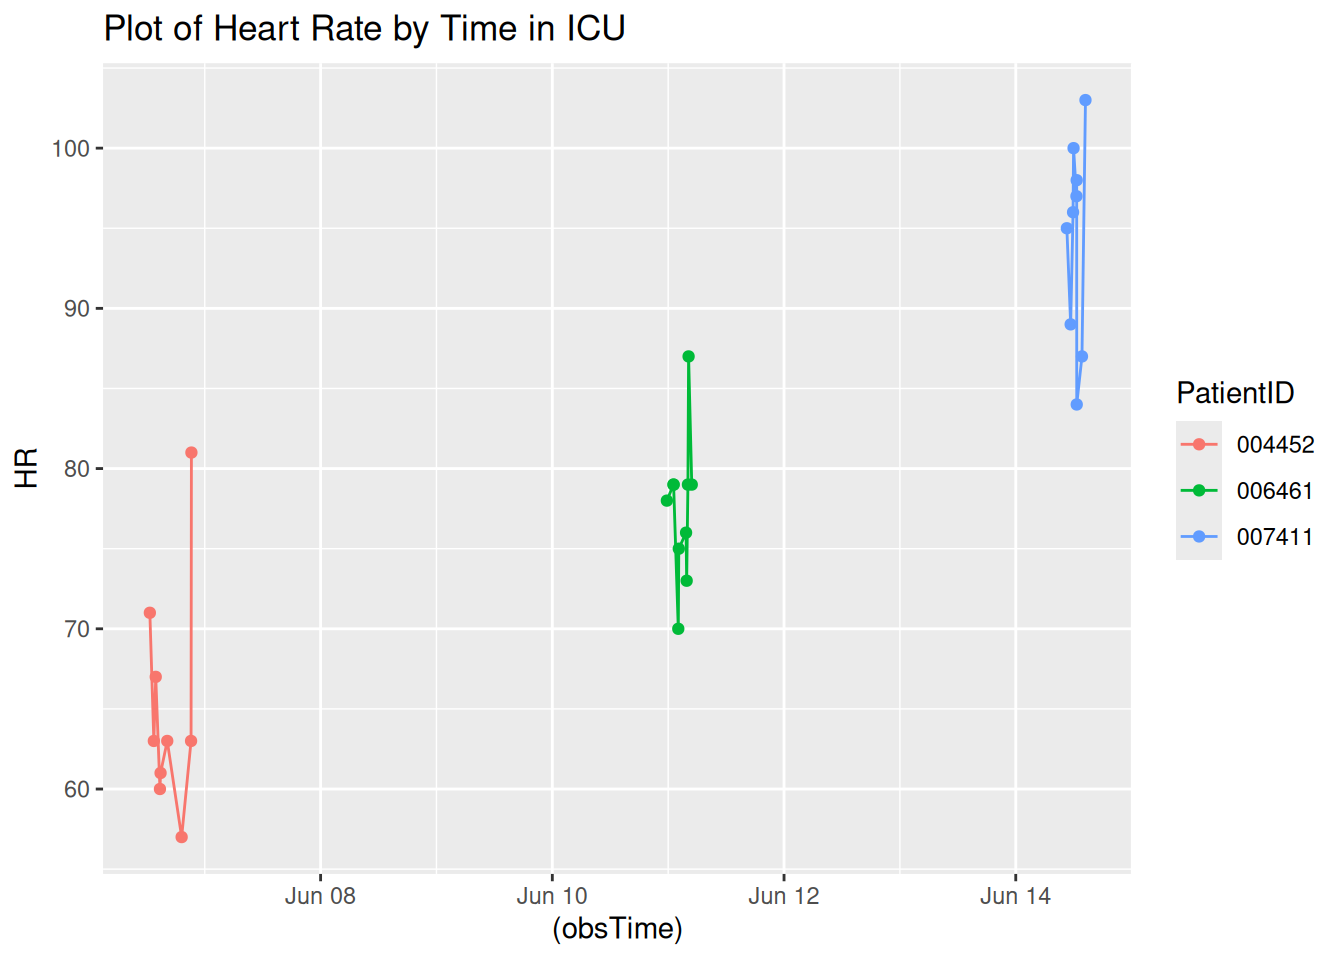 Plot of Heart Rate by Time in ICU
HR
100
90
80
70
60
Jun 08
Jun 10
Jun 12
Jun 14
(obsTime)
PatientID
004452
006461
007411